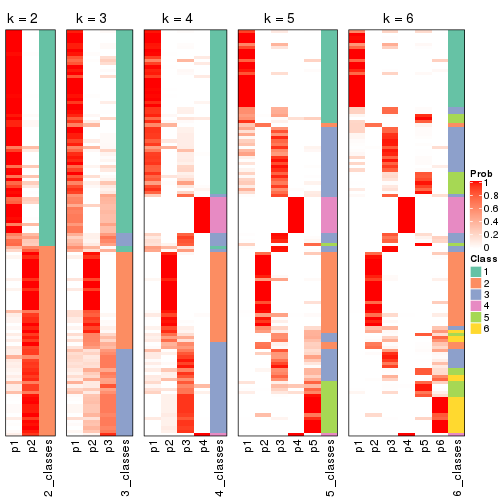 k = 2
k = 3
k = 4
k = 5
k = 6
p1
p2
2_classes
p1
p2
p3
3_classes
p1
p2
p3
p4
4_classes
p1
p2
p3
p4
p5
5_classes
p1
p2
p3
p4
p5
p6
6_classes
Prob
1
0.8
0.6
0.4
0.2
0
Class
1
2
3
4
5
6